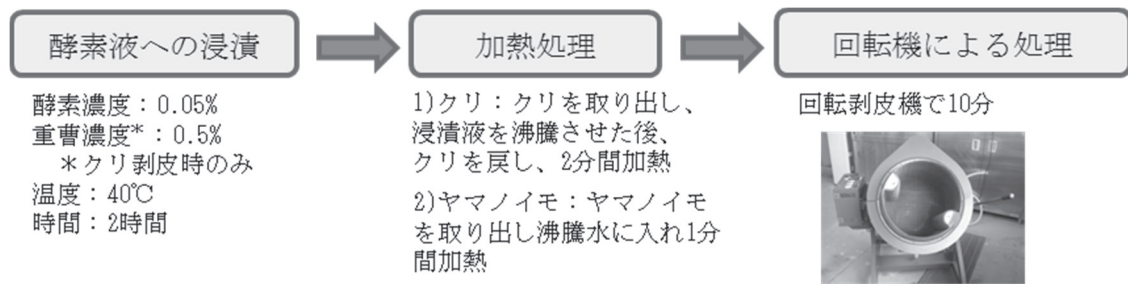 酵素液への浸漬
酵素濃度：0.05%
重曹濃度*：0.5%
＊クリ剥皮時のみ
温度：40℃
時間：2時間
加熱処理
1)クリ：クリを取り出し、
浸漬液を沸騰させた後、
クリを戻し、2分間加熱
2)ヤマノイモ：ヤマノイモ
を取り出し沸騰水に入れ1分
間加熱
回転機による処理
回転剥皮機で10分